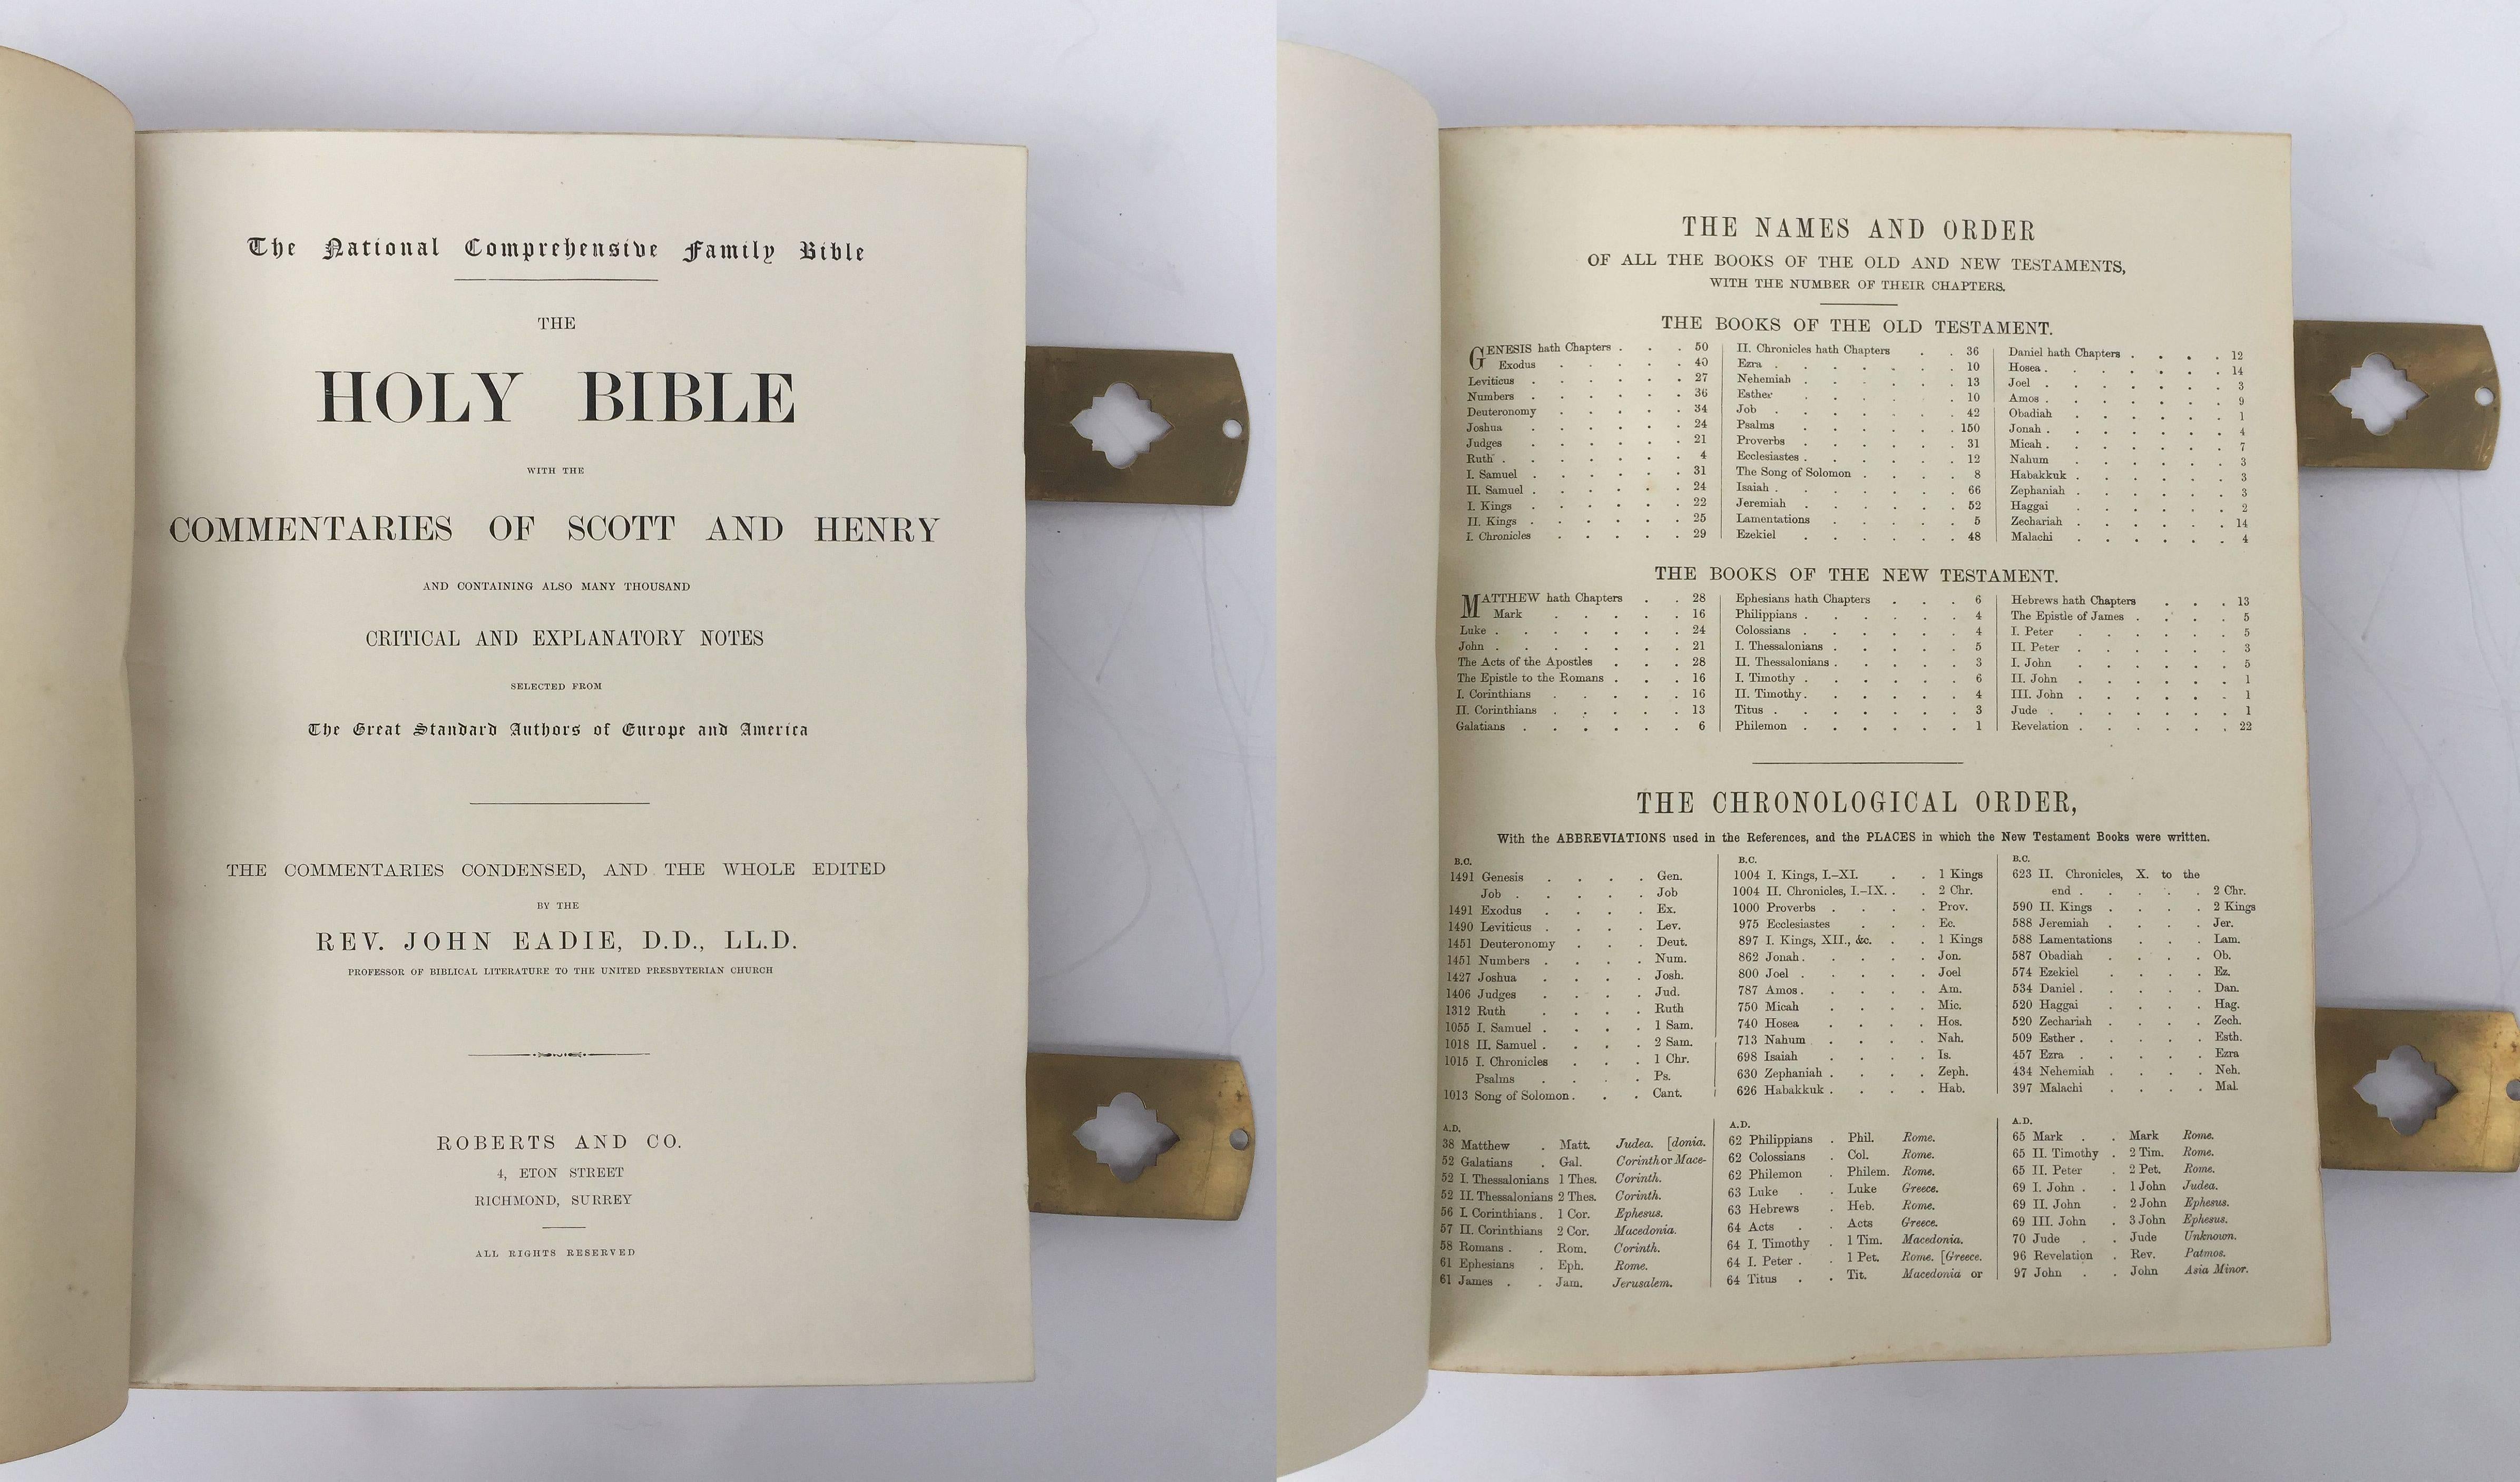 The National Comprehensive Family Bible
THE
HOLY BIBLE
WITH THE
COMMENTARIES OF SCOTT AND HENRY
AND CONTAINING ALSO MANY THOUSAND
CRITICAL AND EXPLANATORY NOTES
SELECTED FROM
The Great Standard Authors of Europe and America
THE COMMENTARIES CONDENSED, AND THE WHOLE EDITED
BY THE
REV. JOHN EADIE, D.D., LL.D.
PROFESSOR OF BIBLICAL LITERATURE TO THE UNITED PRESBYTERIAN CHURCH
ROBERTS AND CO.
4, ETON STREET
RICHMOND, SURREY
ALL RIGHTS RESERVED
THE NAMES AND ORDER
OF ALL THE BOOKS OF THE OLD AND NEW TESTAMENTS,
WITH THE NUMBER OF THEIR CHAPTERS.
THE BOOKS OF THE OLD TESTAMENT.
GENESIS hath Chapters . . . 50
Exodus . . . . . 40
Leviticus . . . . . . 27
Numbers . . . . . . 36
Deuteronomy . . . . . 34
Joshua . . . . . . 24
Judges . . . . . . 21
Ruth . . . . . . . 4
I. Samuel . . . . . . 31
II. Samuel . . . . . . 24
I. Kings . . . . . . 22
II. Kings . . . . . . 25
I. Chronicles . . . . . 29
II. Chronicles hath Chapters . . 36
Ezra . . . . . . . 10
Nehemiah . . . . . . 13
Esther . . . . . . 10
Job . . . . . . . 42
Psalms . . . . . . 150
Proverbs . . . . . . 31
Ecclesiastes . . . . . . 12
The Song of Solomon . . . . 8
Isaiah . . . . . . . 66
Jeremiah . . . . . . 52
Lamentations . . . . . 5
Ezekiel . . . . . . 48
Daniel hath Chapters . . . . 12
Hosea . . . . . . . 14
Joel . . . . . . . 3
Amos . . . . . . . 9
Obadiah . . . . . . 1
Jonah . . . . . . . 4
Micah . . . . . . . 7
Nahum . . . . . . 3
Habakkuk . . . . . . 3
Zephaniah . . . . . . 3
Haggai . . . . . . 2
Zechariah . . . . . . 14
Malachi . . . . . . 4
THE BOOKS OF THE NEW TESTAMENT.
MATTHEW hath Chapters . . 28
Mark . . . . . 16
Luke . . . . . . . 24
John . . . . . . . 21
The Acts of the Apostles . . . 28
The Epistle to the Romans . . . 16
I. Corinthians . . . . . 16
II. Corinthians . . . . . 13
Galatians . . . . . . 6
Ephesians hath Chapters . . . 6
Philippians . . . . . . 4
Colossians . . . . . . 4
I. Thessalonians . . . . . 5
II. Thessalonians . . . . . 3
I. Timothy . . . . . . 6
II. Timothy . . . . . . 4
Titus . . . . . . . 3
Philemon . . . . . . 1
Hebrews hath Chapters . . . 13
The Epistle of James . . . . 5
I. Peter . . . . . . 5
II. Peter . . . . . . 3
I. John . . . . . . 5
II. John . . . . . . 1
III. John . . . . . . 1
Jude . . . . . . . 1
Revelation . . . . . . 22
THE CHRONOLOGICAL ORDER,
With the ABBREVIATIONS used in the References, and the PLACES in which the New Testament Books were written.
B.C.
1491 Genesis . . . . Gen.
Job . . . . . Job
1491 Exodus . . . . Ex.
1490 Leviticus . . . . Lev.
1451 Deuteronomy . . . Deut.
1451 Numbers . . . . Num.
1427 Joshua . . . . Josh.
1406 Judges . . . . Jud.
1312 Ruth . . . . Ruth
1055 I. Samuel . . . . 1 Sam.
1018 II. Samuel . . . . 2 Sam.
1015 I. Chronicles . . . 1 Chr.
Psalms . . . . Ps.
1013 Song of Solomon . . . Cant.
B.C.
1004 I. Kings, I.–XI. . . 1 Kings
1004 II. Chronicles, I.–IX. . . 2 Chr.
1000 Proverbs . . . . Prov.
975 Ecclesiastes . . . Ec.
897 I. Kings, XII., &c. . . 1 Kings
862 Jonah . . . . . Jon.
800 Joel . . . . . Joel
787 Amos . . . . . Am.
750 Micah . . . . Mic.
740 Hosea . . . . Hos.
713 Nahum . . . . Nah.
698 Isaiah . . . . Is.
630 Zephaniah . . . . Zeph.
626 Habakkuk . . . . Hab.
B.C.
623 II. Chronicles, X. to the
end . . . . . 2 Chr.
590 II. Kings . . . . 2 Kings
588 Jeremiah . . . . Jer.
588 Lamentations . . . Lam.
587 Obadiah . . . . Ob.
574 Ezekiel . . . . Ez.
534 Daniel . . . . . Dan.
520 Haggai . . . . Hag.
520 Zechariah . . . . Zech.
509 Esther . . . . . Esth.
457 Ezra . . . . . Ezra
434 Nehemiah . . . . Neh.
397 Malachi . . . . Mal.
A.D.
38 Matthew . Matt. Judea. [donia.
52 Galatians . Gal. Corinth or Mace-
52 I. Thessalonians 1 Thes. Corinth.
52 II. Thessalonians 2 Thes. Corinth.
56 I. Corinthians . 1 Cor. Ephesus.
57 II. Corinthians 2 Cor. Macedonia.
58 Romans . . Rom. Corinth.
61 Ephesians . Eph. Rome.
61 James . . Jam. Jerusalem.
A.D.
62 Philippians . Phil. Rome.
62 Colossians . Col. Rome.
62 Philemon . Philem. Rome.
63 Luke . . Luke Greece.
63 Hebrews . Heb. Rome.
64 Acts . . Acts Greece.
64 I. Timothy . 1 Tim. Macedonia.
64 I. Peter . . 1 Pet. Rome. [Greece.
64 Titus . . Tit. Macedonia or
A.D.
65 Mark . . Mark Rome.
65 II. Timothy . 2 Tim. Rome.
65 II. Peter . 2 Pet. Rome.
69 I. John . . 1 John Judea.
69 II. John . 2 John Ephesus.
69 III. John . 3 John Ephesus.
70 Jude . . Jude Unknown.
96 Revelation . Rev. Patmos.
97 John . . John Asia Minor.